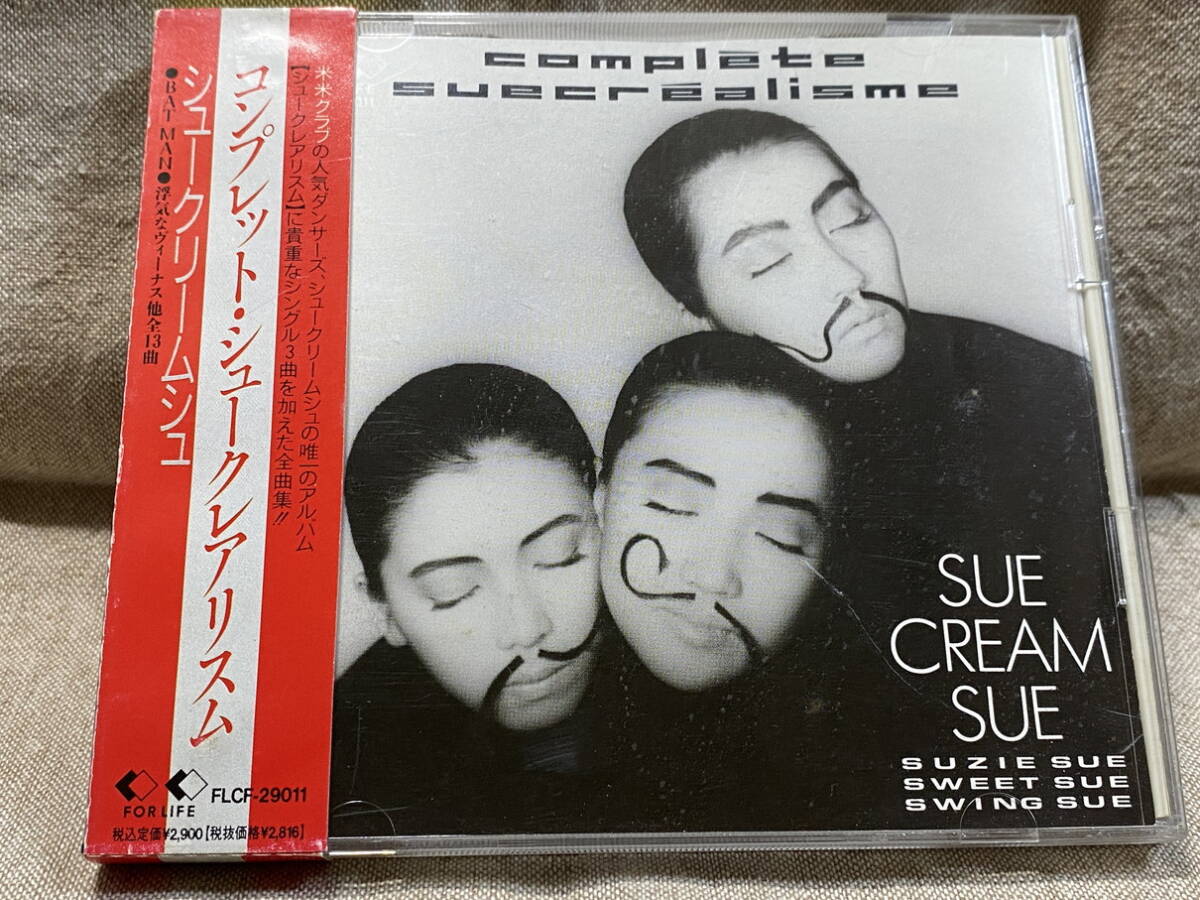 complète
suecréalisme
SUE
CREAM
SUE
SUZIE SUE
SWEET SUE
SWING SUE
米米クラブの人気ダンサーズ、シュークリームシュの唯一のアルバム
【シュークレアリスム】に貴重なシングル3曲を加えた全曲集!!
コンプレット・シュークレアリスム
シュークリームシュ
●BAT MAN●浮気なヴィーナス他全13曲
FOR LIFE
FLCF-29011
税込定価¥2,900【税抜価格¥2,816】